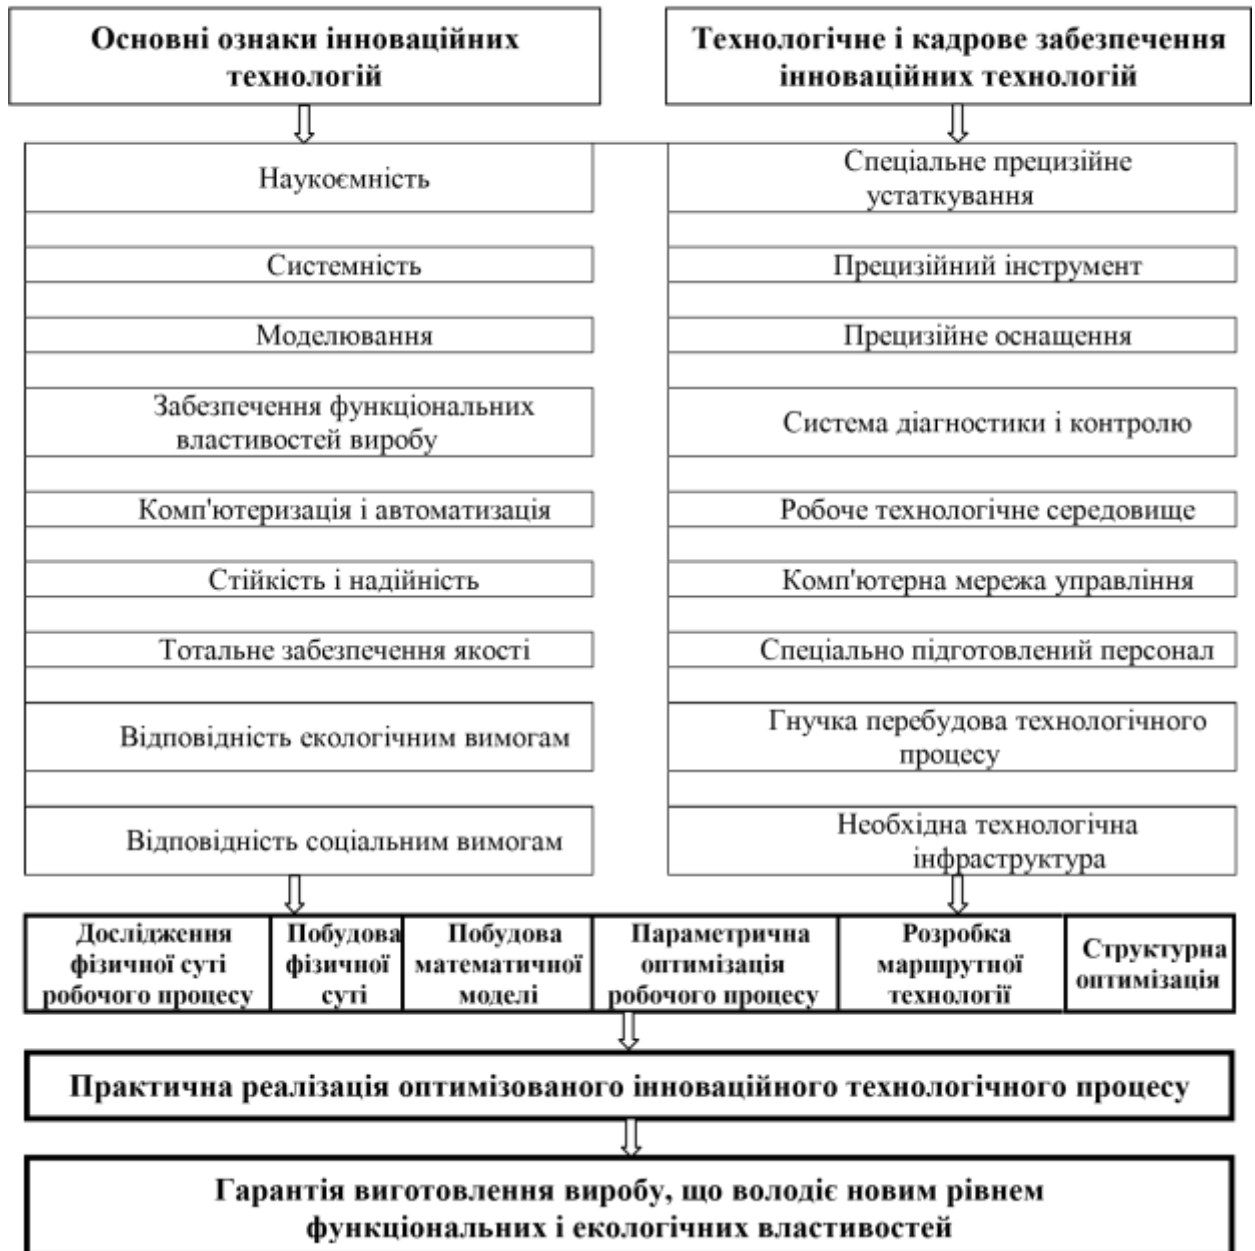 Основні ознаки інноваційних
технологій
Технологічне і кадрове забезпечення
інноваційних технологій
Наукоємність
Системність
Моделювання
Забезпечення функціональних
властивостей виробу
Комп'ютеризація і автоматизація
Стійкість і надійність
Тотальне забезпечення якості
Відповідність екологічним вимогам
Відповідність соціальним вимогам
Спеціальне прецизійне
устаткування
Прецизійний інструмент
Прецизійне оснащення
Система діагностики і контролю
Робоче технологічне середовище
Комп'ютерна мережа управління
Спеціально підготовлений персонал
Гнучка перебудова технологічного
процесу
Необхідна технологічна
інфраструктура
Дослідження
фізичної суті
робочого процесу
Побудова
фізичної
суті
Побудова
математичної
моделі
Параметрична
оптимізація
робочого процесу
Розробка
маршрутної
технології
Структурна
оптимізація
Практична реалізація оптимізованого інноваційного технологічного процесу
Гарантія виготовлення виробу, що володіє новим рівнем
функціональних і екологічних властивостей